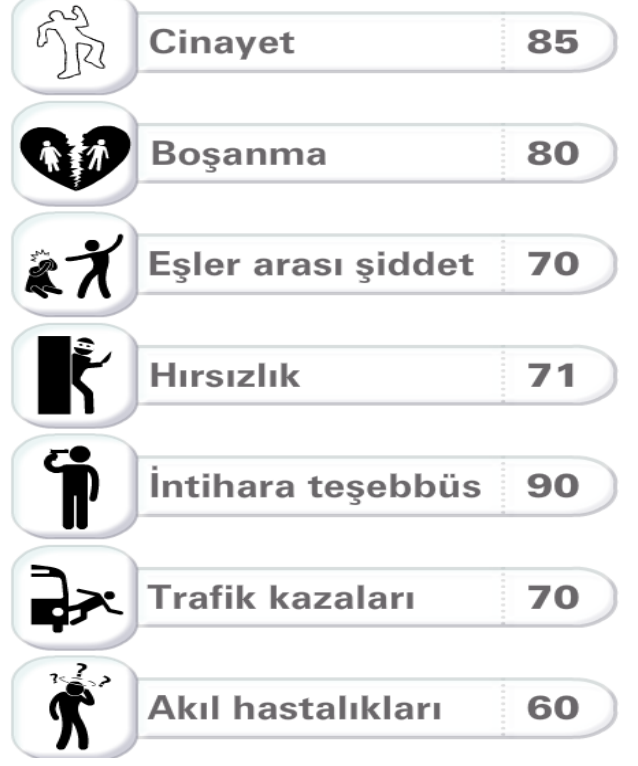 Cinayet 85
Boşanma 80
Eşler arası şiddet 70
Hırsızlık 71
İntihara teşebbüs 90
Trafik kazaları 70
? ? ?
Akıl hastalıkları 60